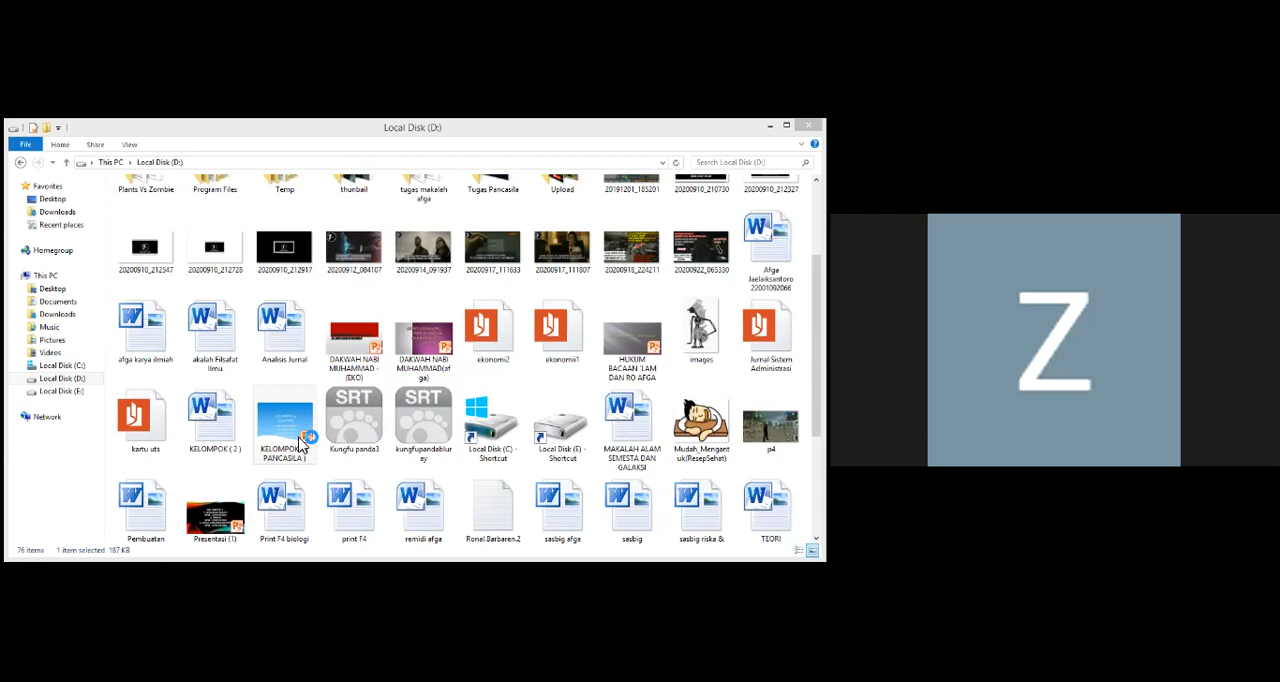 Local Disk (D:)
File Home Share View
This PC Local Disk (D:)
Search Local Disk (D:)
Favorites
Desktop
Downloads
Recent places
Homegroup
This PC
Desktop
Documents
Downloads
Music
Pictures
Videos
Local Disk (C:)
Local Disk (D:)
Local Disk (E:)
Network
Plants Vs Zombie
Program Files
Temp
thunbail
tugas makalah
afga
Tugas Pancasila
Upload
20191201_185201
20200910_210730
20200910_212327
20200910_212547
20200910_212728
20200910_212917
20200912_084107
20200914_091937
20200917_111633
20200917_111807
20200918_224211
20200922_065330
Afga
Jaelaiksantoro
22001092066
afga karya ilmiah
akalah Filsafat
Ilmu
Analisis Jurnal
DAKWAH NABI
MUHAMMAD -
(EKO)
DAKWAH NABI
MUHAMMAD(af
ga)
ekonomi2
ekonomii1
HUKUM
BACAAN `LAM
DAN RO AFGA
images
Jurnal Sistem
Administrasi
kartu uts
KELOMPOK ( 2 )
KELOMPOK
PANCASILA )
SRT
Kungfu panda3
SRT
kungfupandablur
ay
Local Disk (C) -
Shortcut
Local Disk (E) -
Shortcut
MAKALAH ALAM
SEMESTA DAN
GALAKSI
Mudah_Mengant
uk(ResepSehat)
p4
Pembuatan
Presentasi (1)
Print F4 biologi
print F4
remidi afga
Ronal.Barbaren.2
sasbig afga
sasbig
sasbig riska &
TEORI
76 items 1 item selected 187 KB
Z